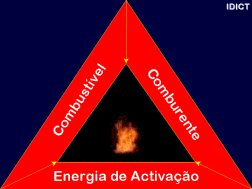 IDICT
Combustível
Comburente
Energia de Activação